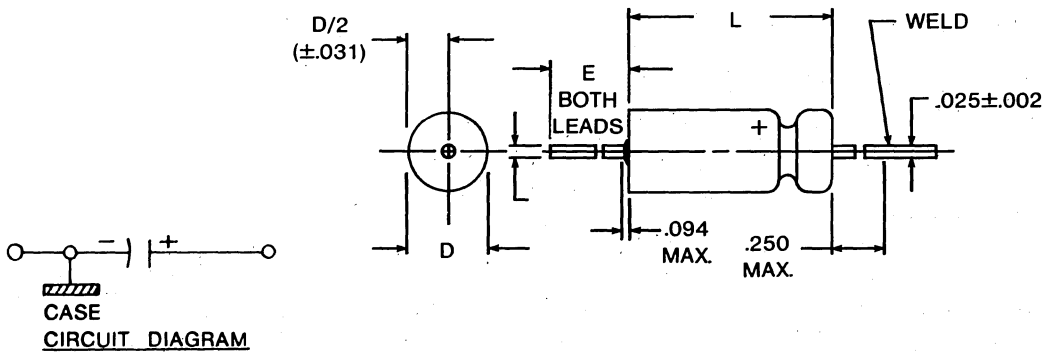 D/2
(±.031)
L
WELD
E
BOTH
LEADS
.025±.002
+
D
.094
MAX.
.250
MAX.
- +
CASE
CIRCUIT DIAGRAM